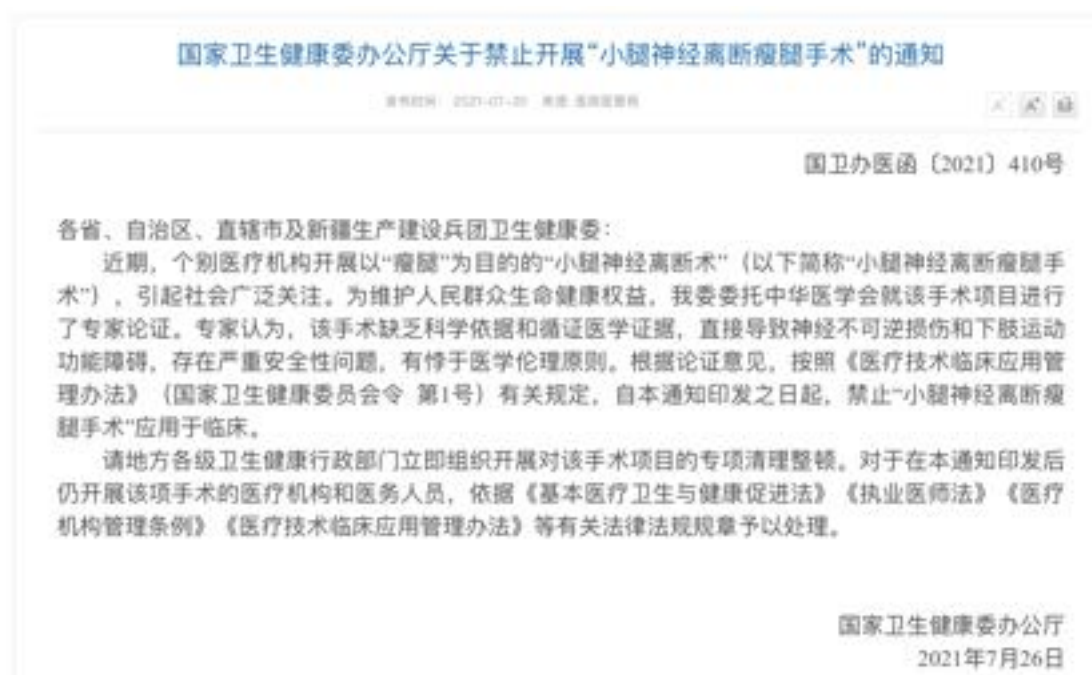 国家卫生健康委办公厅关于禁止开展“小腿神经离断瘦腿手术”的通知
国卫办医函〔2021〕410号
各省、自治区、直辖市及新疆生产建设兵团卫生健康委：
近期，个别医疗机构开展以“瘦腿”为目的的“小腿神经离断术”（以下简称“小腿神经离断瘦腿手
术”），引起社会广泛关注。为维护人民群众生命健康权益，我委委托中华医学会就该手术项目进行
了专家论证。专家认为，该手术缺乏科学依据和循证医学证据，直接导致神经不可逆损伤和下肢运动
功能障碍，存在严重安全性问题，有悖于医学伦理原则。根据论证意见，按照《医疗技术临床应用管
理办法》（国家卫生健康委员会令 第1号）有关规定，自本通知印发之日起，禁止“小腿神经离断瘦
腿手术”应用于临床。
请地方各级卫生健康行政部门立即组织开展对该手术项目的专项清理整顿。对于在本通知印发后
仍开展该项手术的医疗机构和医务人员，依据《基本医疗卫生与健康促进法》《执业医师法》《医疗
机构管理条例》《医疗技术临床应用管理办法》等有关法律法规规章予以处理。
国家卫生健康委办公厅
2021年7月26日